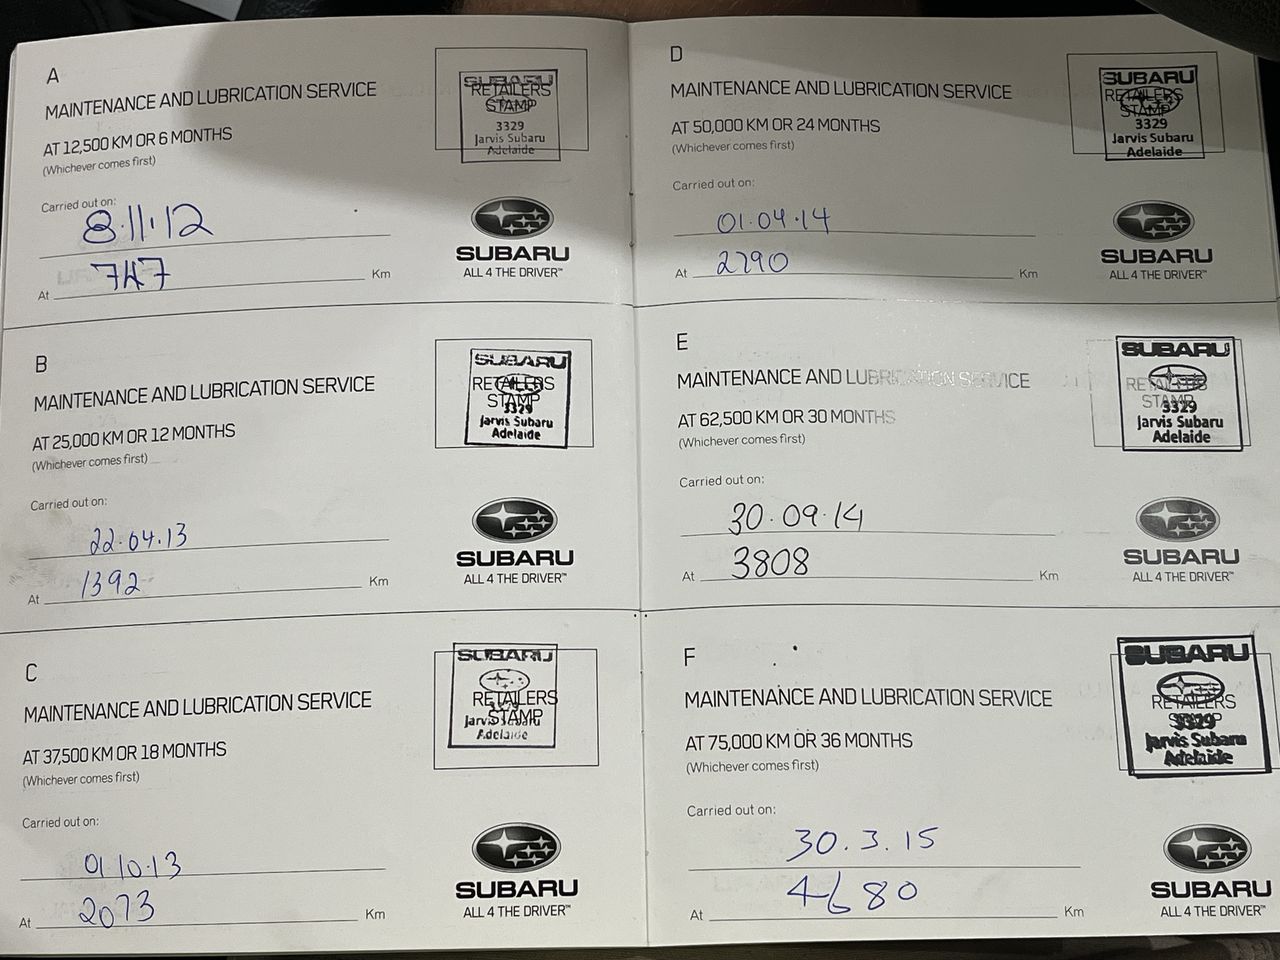 A
MAINTENANCE AND LUBRICATION SERVICE
AT 12,500 KM OR 6 MONTHS
(Whichever comes first)
SUBARU
RETAILERS
STAMP
3329
Jarvis Subaru
Adelaide
Carried out on:
8.11.12
At 747 Km
SUBARU
ALL 4 THE DRIVER™
B
MAINTENANCE AND LUBRICATION SERVICE
AT 25,000 KM OR 12 MONTHS
(Whichever comes first)
SUBARU
RETAILERS
STAMP
3329
Jarvis Subaru
Adelaide
Carried out on:
22.04.13
At 1392 Km
SUBARU
ALL 4 THE DRIVER™
C
MAINTENANCE AND LUBRICATION SERVICE
AT 37,500 KM OR 18 MONTHS
(Whichever comes first)
SUBARU
RETAILERS
STAMP
Jarvis Subaru
Adelaide
Carried out on:
01.10.13
At 2073 Km
SUBARU
ALL 4 THE DRIVER™
D
MAINTENANCE AND LUBRICATION SERVICE
AT 50,000 KM OR 24 MONTHS
(Whichever comes first)
SUBARU
RETAILERS
STAMP
3329
Jarvis Subaru
Adelaide
Carried out on:
01.04.14
At 2790 Km
SUBARU
ALL 4 THE DRIVER™
E
MAINTENANCE AND LUBRICATION SERVICE
AT 62,500 KM OR 30 MONTHS
(Whichever comes first)
SUBARU
RETAILERS
STAMP
3329
Jarvis Subaru
Adelaide
Carried out on:
30.09.14
At 3808 Km
SUBARU
ALL 4 THE DRIVER™
F
MAINTENANCE AND LUBRICATION SERVICE
AT 75,000 KM OR 36 MONTHS
(Whichever comes first)
SUBARU
RETAILERS
STAMP
3329
Jarvis Subaru
Adelaide
Carried out on:
30.3.15
At 4680 Km
SUBARU
ALL 4 THE DRIVER™